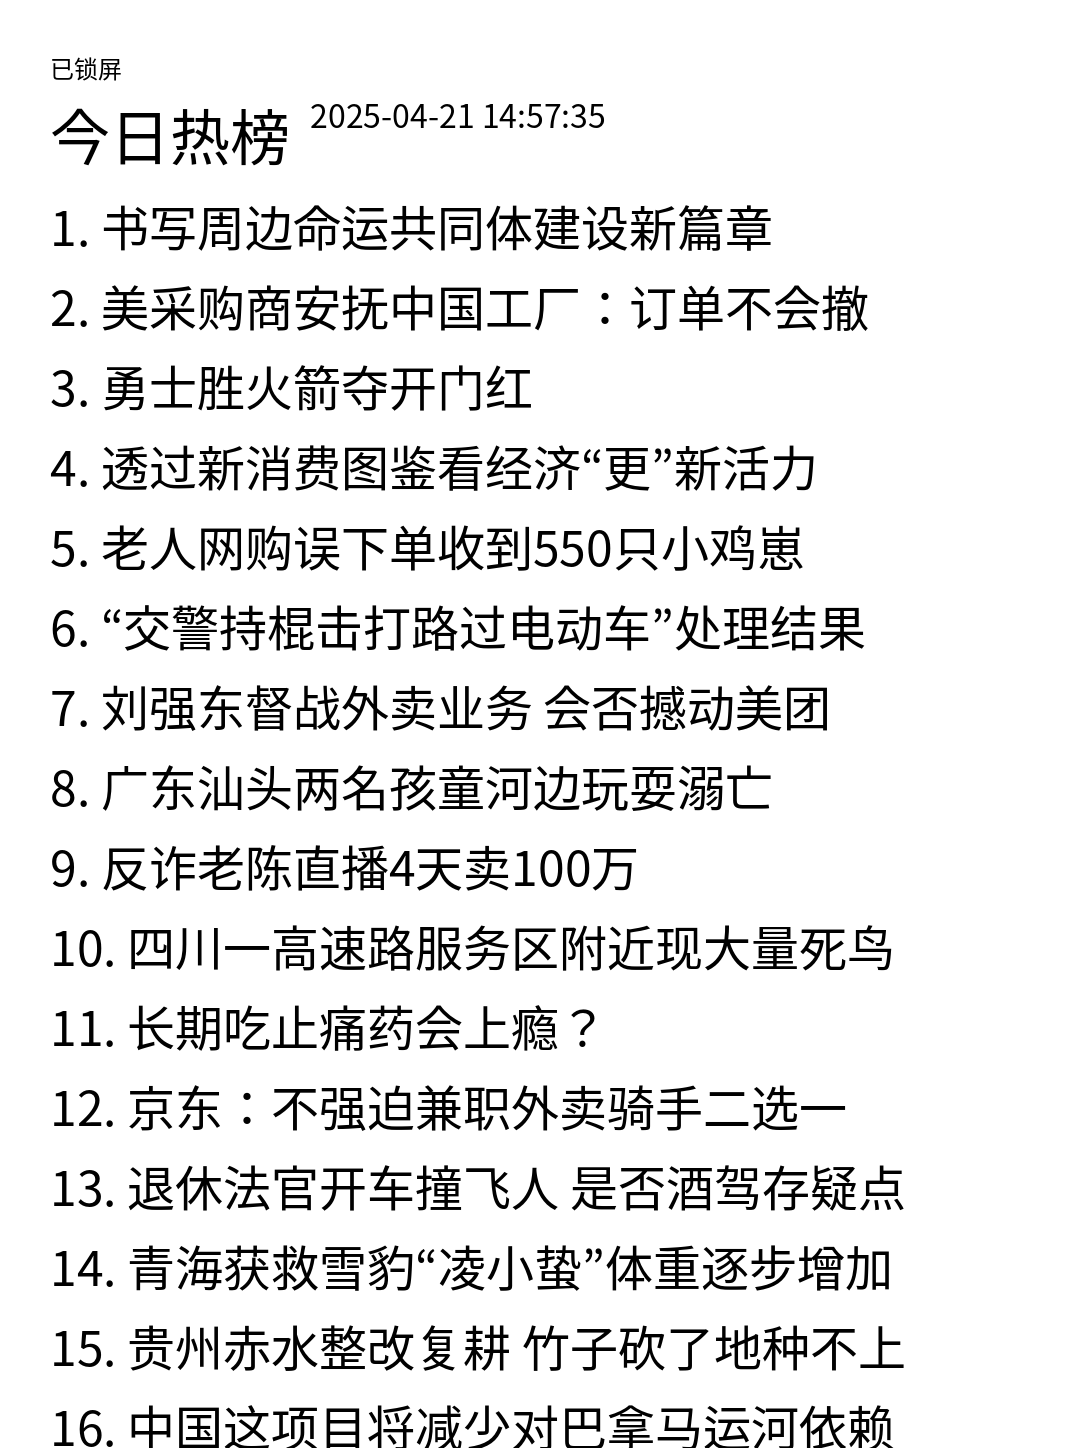 已锁屏
今日热榜 2025-04-21 14:57:35
1. 书写周边命运共同体建设新篇章
2. 美采购商安抚中国工厂：订单不会撤
3. 勇士胜火箭夺开门红
4. 透过新消费图鉴看经济“更”新活力
5. 老人网购误下单收到550只小鸡崽
6. “交警持棍击打路过电动车”处理结果
7. 刘强东督战外卖业务 会否撼动美团
8. 广东汕头两名孩童河边玩耍溺亡
9. 反诈老陈直播4天卖100万
10. 四川一高速路服务区附近现大量死鸟
11. 长期吃止痛药会上瘾？
12. 京东：不强迫兼职外卖骑手二选一
13. 退休法官开车撞飞人 是否酒驾存疑点
14. 青海获救雪豹“凌小蛰”体重逐步增加
15. 贵州赤水整改复耕 竹子砍了地种不上
16. 中国这项目将减少对巴拿马运河依赖